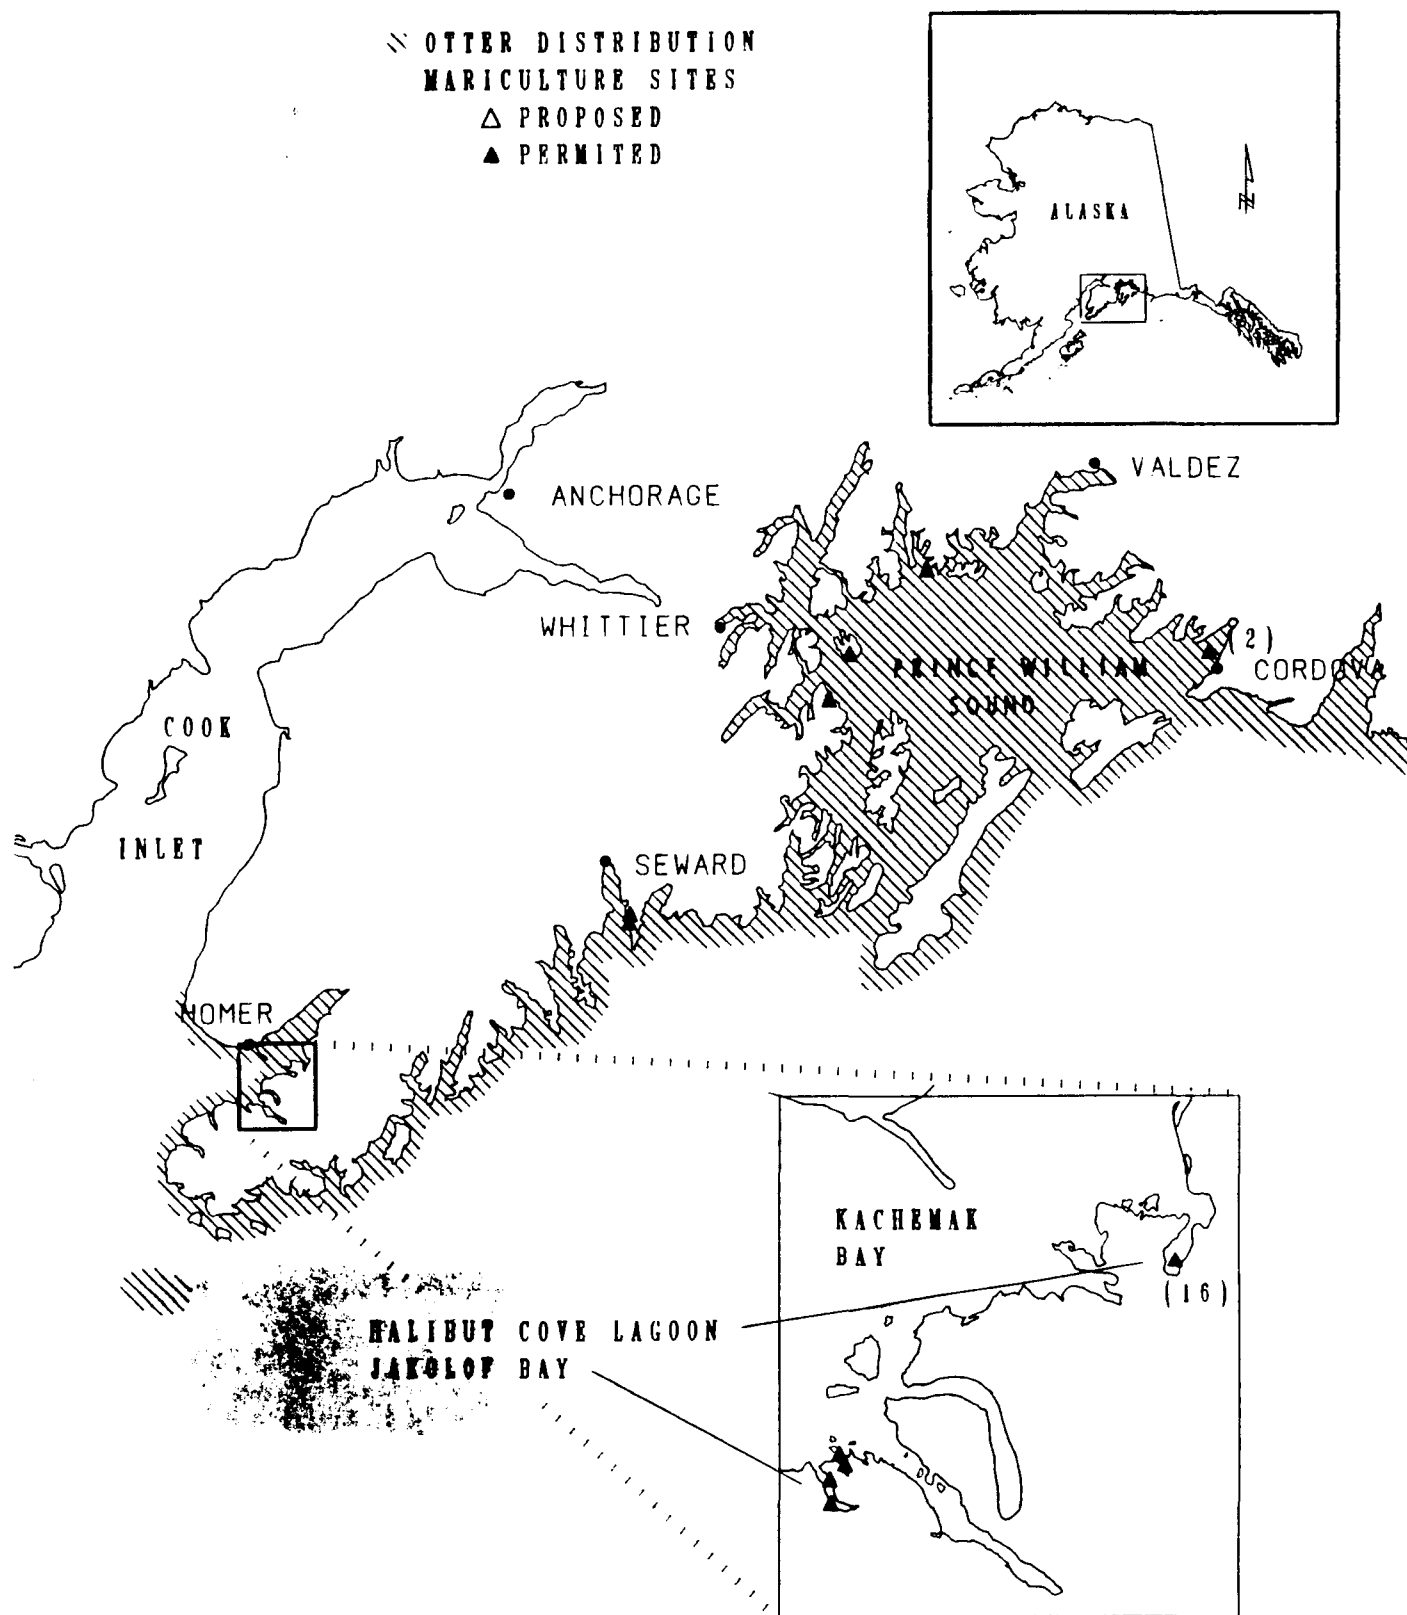 OTTER DISTRIBUTION
MARICULTURE SITES
PROPOSED
PERMITED
ALASKA
N
VALDEZ
ANCHORAGE
WHITTIER
(2)
CORDOVA
PRINCE WILLIAM
SOUND
COOK
INLET
SEWARD
HOMER
KACHEMAK
BAY
(16)
HALIBUT COVE LAGOON
JAKOLOF BAY